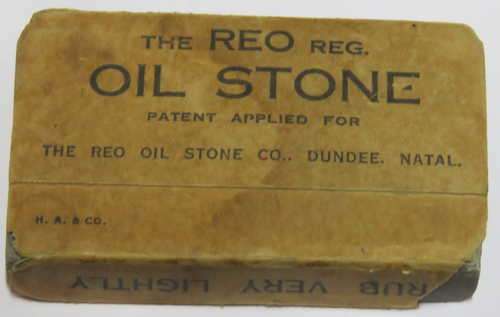 THE REO REG.
OIL STONE
PATENT APPLIED FOR
THE REO OIL STONE CO., DUNDEE, NATAL.
H. A. & CO.
RUB VERY LIGHTLY